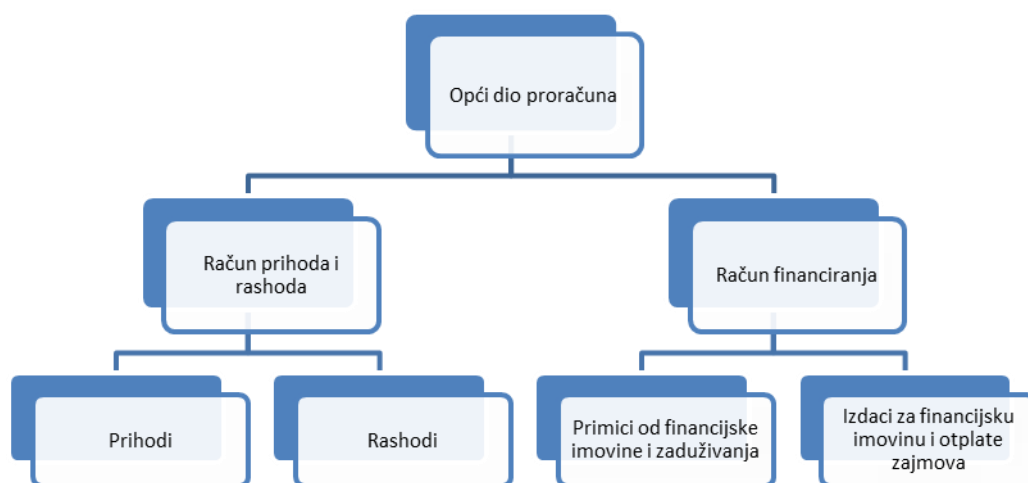 Opći dio proračuna
Račun prihoda i
rashoda
Račun financiranja
Prihodi
Rashodi
Primici od financijske
imovine i zaduživanja
Izdaci za financijsku
imovinu i otplate
zajmova